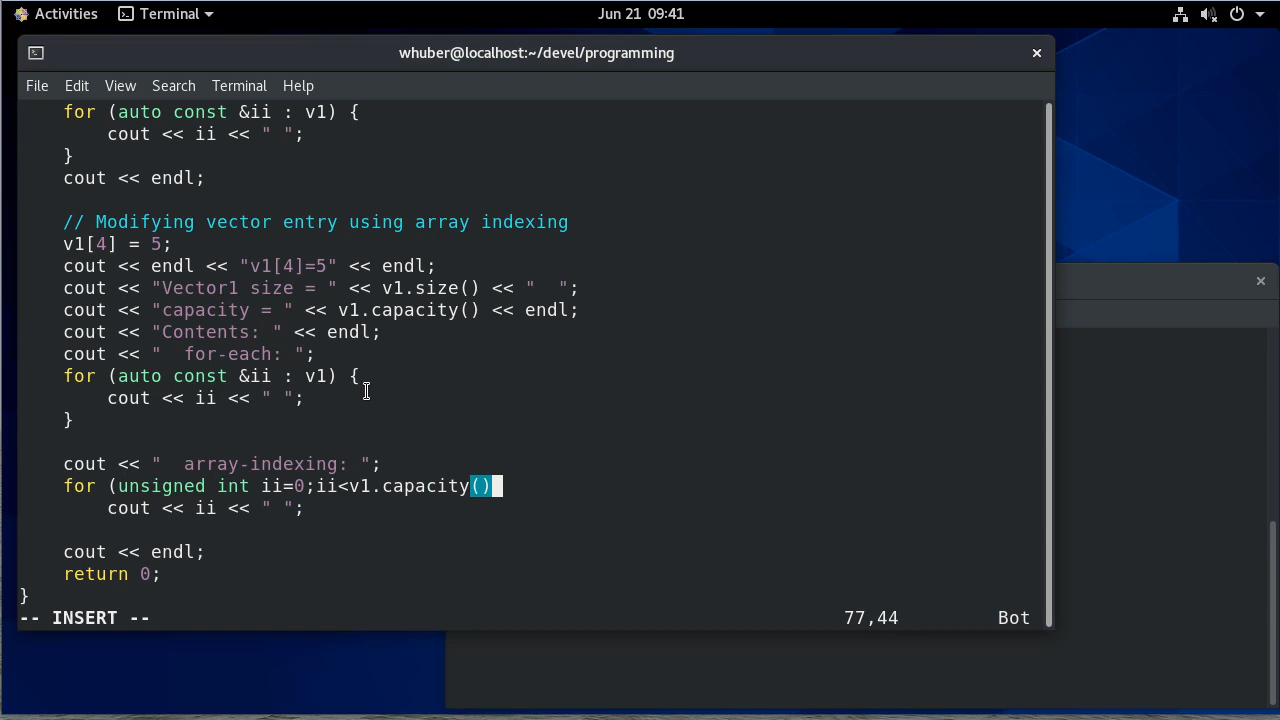 Activities Terminal Jun 21 09:41
whuber@localhost:~/devel/programming
File Edit View Search Terminal Help
    for (auto const &ii : v1) {
        cout << ii << " ";
    }
    cout << endl;

    // Modifying vector entry using array indexing
    v1[4] = 5;
    cout << endl << "v1[4]=5" << endl;
    cout << "Vector1 size = " << v1.size() << "  ";
    cout << "capacity = " << v1.capacity() << endl;
    cout << "Contents: " << endl;
    cout << "  for-each: ";
    for (auto const &ii : v1) {
        cout << ii << " ";
    }

    cout << "  array-indexing: ";
    for (unsigned int ii=0;ii<v1.capacity()
        cout << ii << " ";

    cout << endl;
    return 0;
}
-- INSERT -- 77,44 Bot